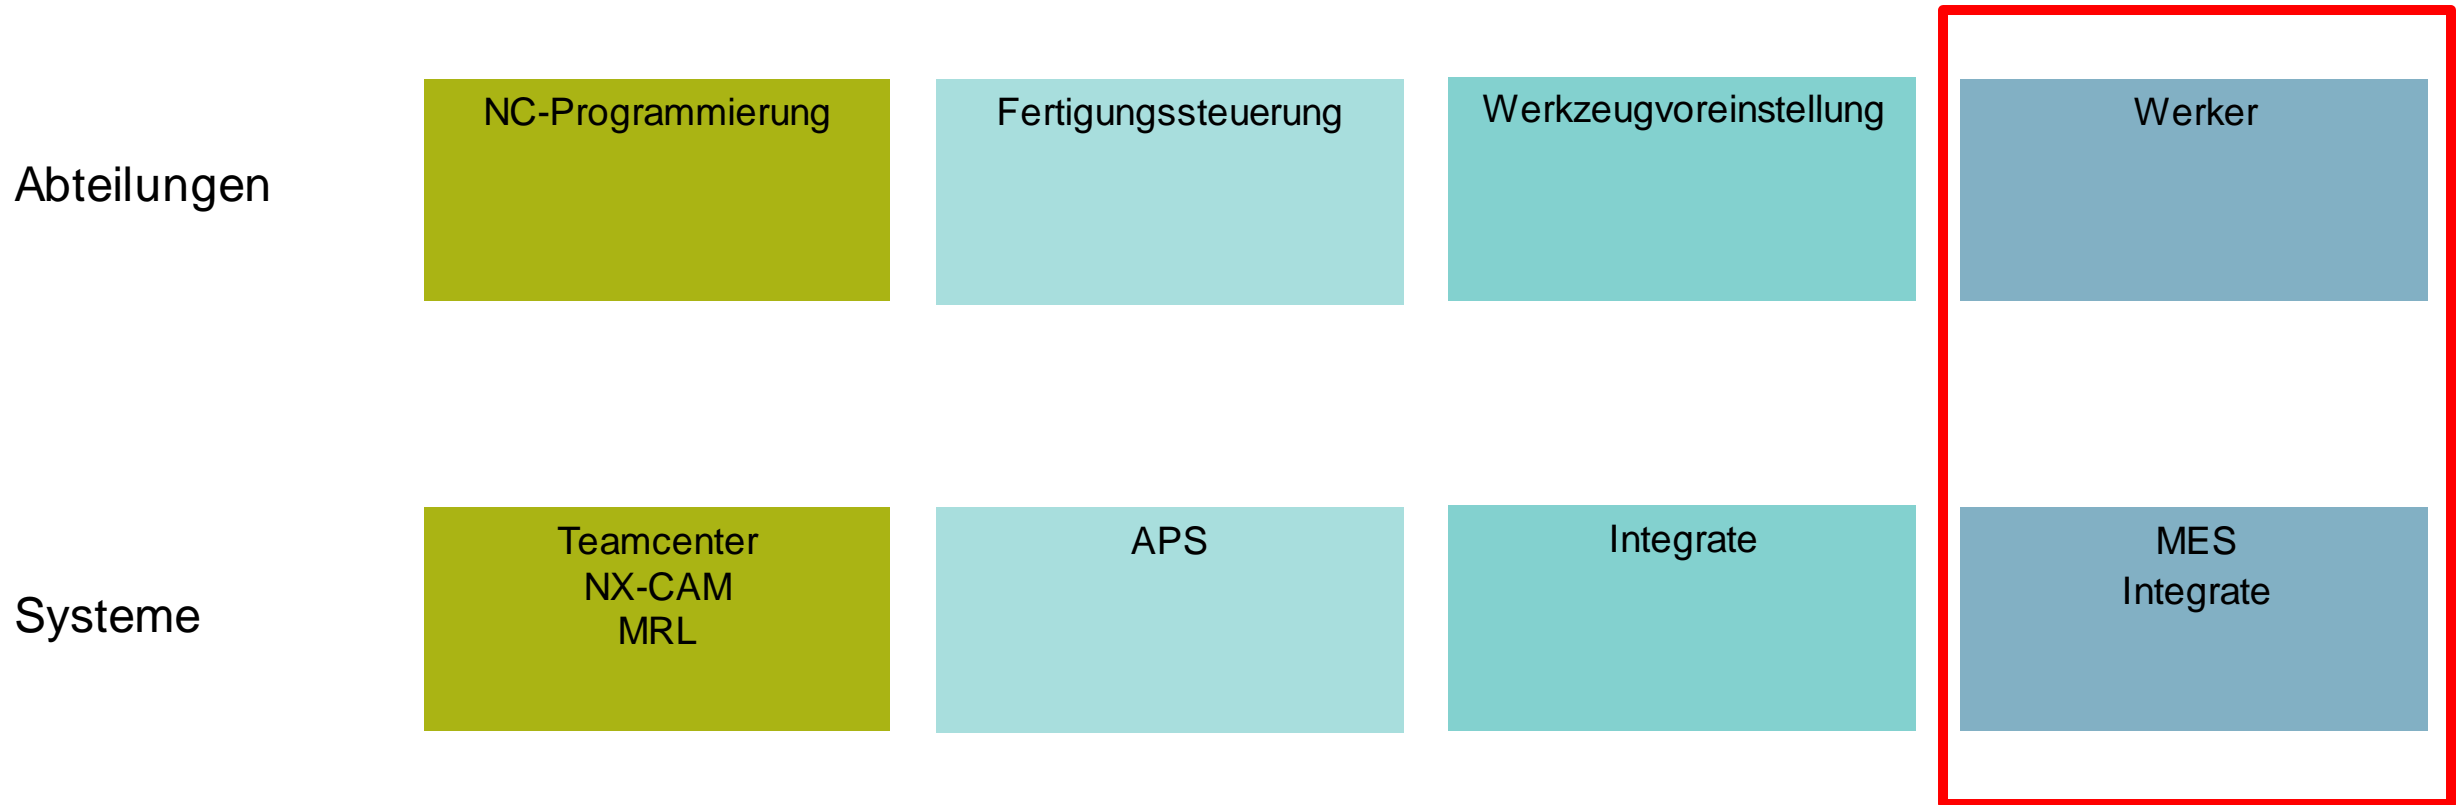 Abteilungen
NC-Programmierung
Fertigungssteuerung
Werkzeugvoreinstellung
Werker
Systeme
Teamcenter
NX-CAM
MRL
APS
Integrate
MES
Integrate